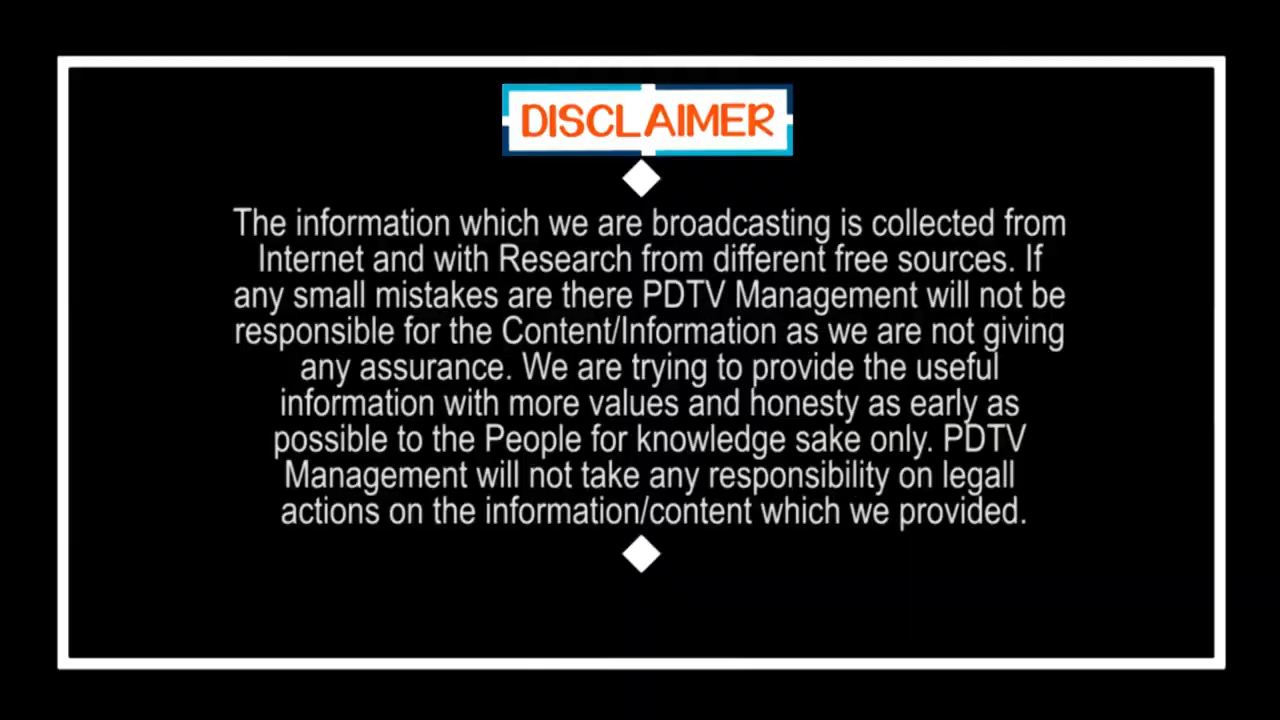 DISCLAIMER
The information which we are broadcasting is collected from
Internet and with Research from different free sources. If
any small mistakes are there PDTV Management will not be
responsible for the Content/Information as we are not giving
any assurance. We are trying to provide the useful
information with more values and honesty as early as
possible to the People for knowledge sake only. PDTV
Management will not take any responsibility on legall
actions on the information/content which we provided.